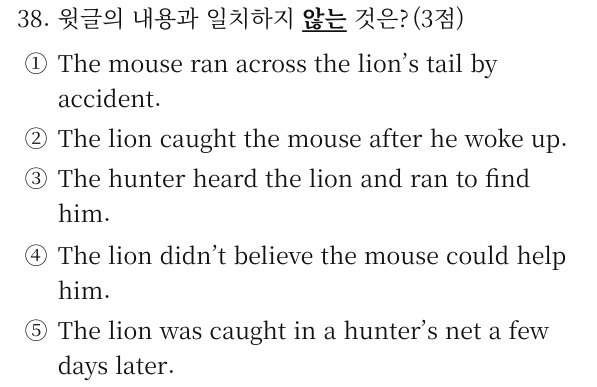 38. 윗글의 내용과 일치하지 않는 것은?(3점)
① The mouse ran across the lion’s tail by
accident.
② The lion caught the mouse after he woke up.
③ The hunter heard the lion and ran to find
him.
④ The lion didn’t believe the mouse could help
him.
⑤ The lion was caught in a hunter’s net a few
days later.